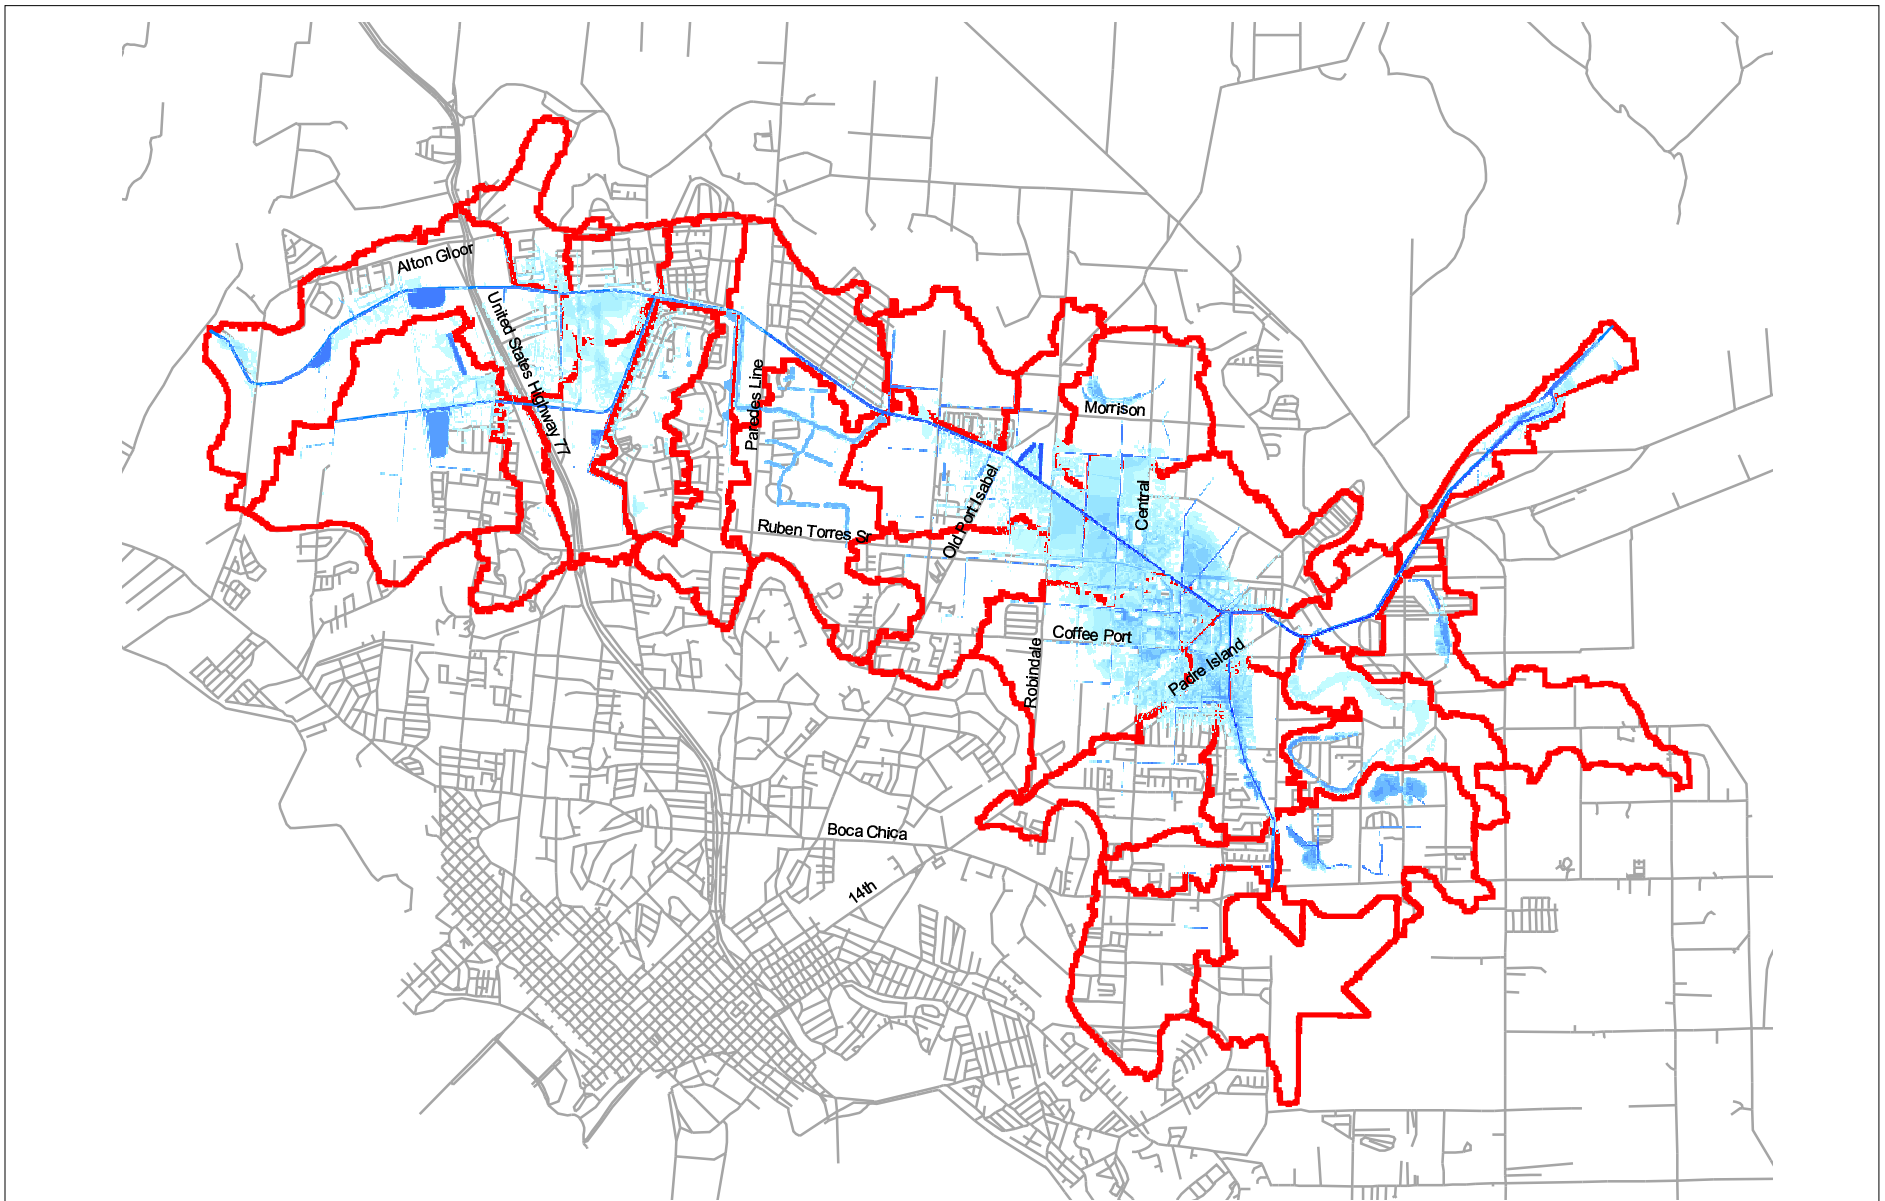 Alton Gloor
United States Highway 77
Paredes Line
Morrison
Central
Old Port Isabel
Ruben Torres Sr
Coffee Port
Robindale
Padre Island
Boca Chica
14th